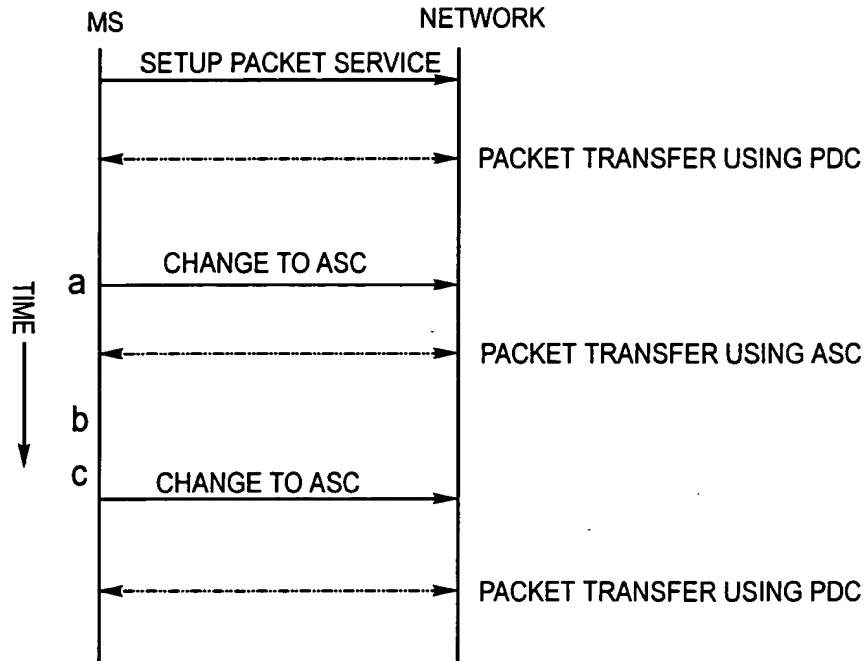 MS
NETWORK
SETUP PACKET SERVICE
PACKET TRANSFER USING PDC
CHANGE TO ASC
a
TIME
PACKET TRANSFER USING ASC
b
c
CHANGE TO ASC
PACKET TRANSFER USING PDC